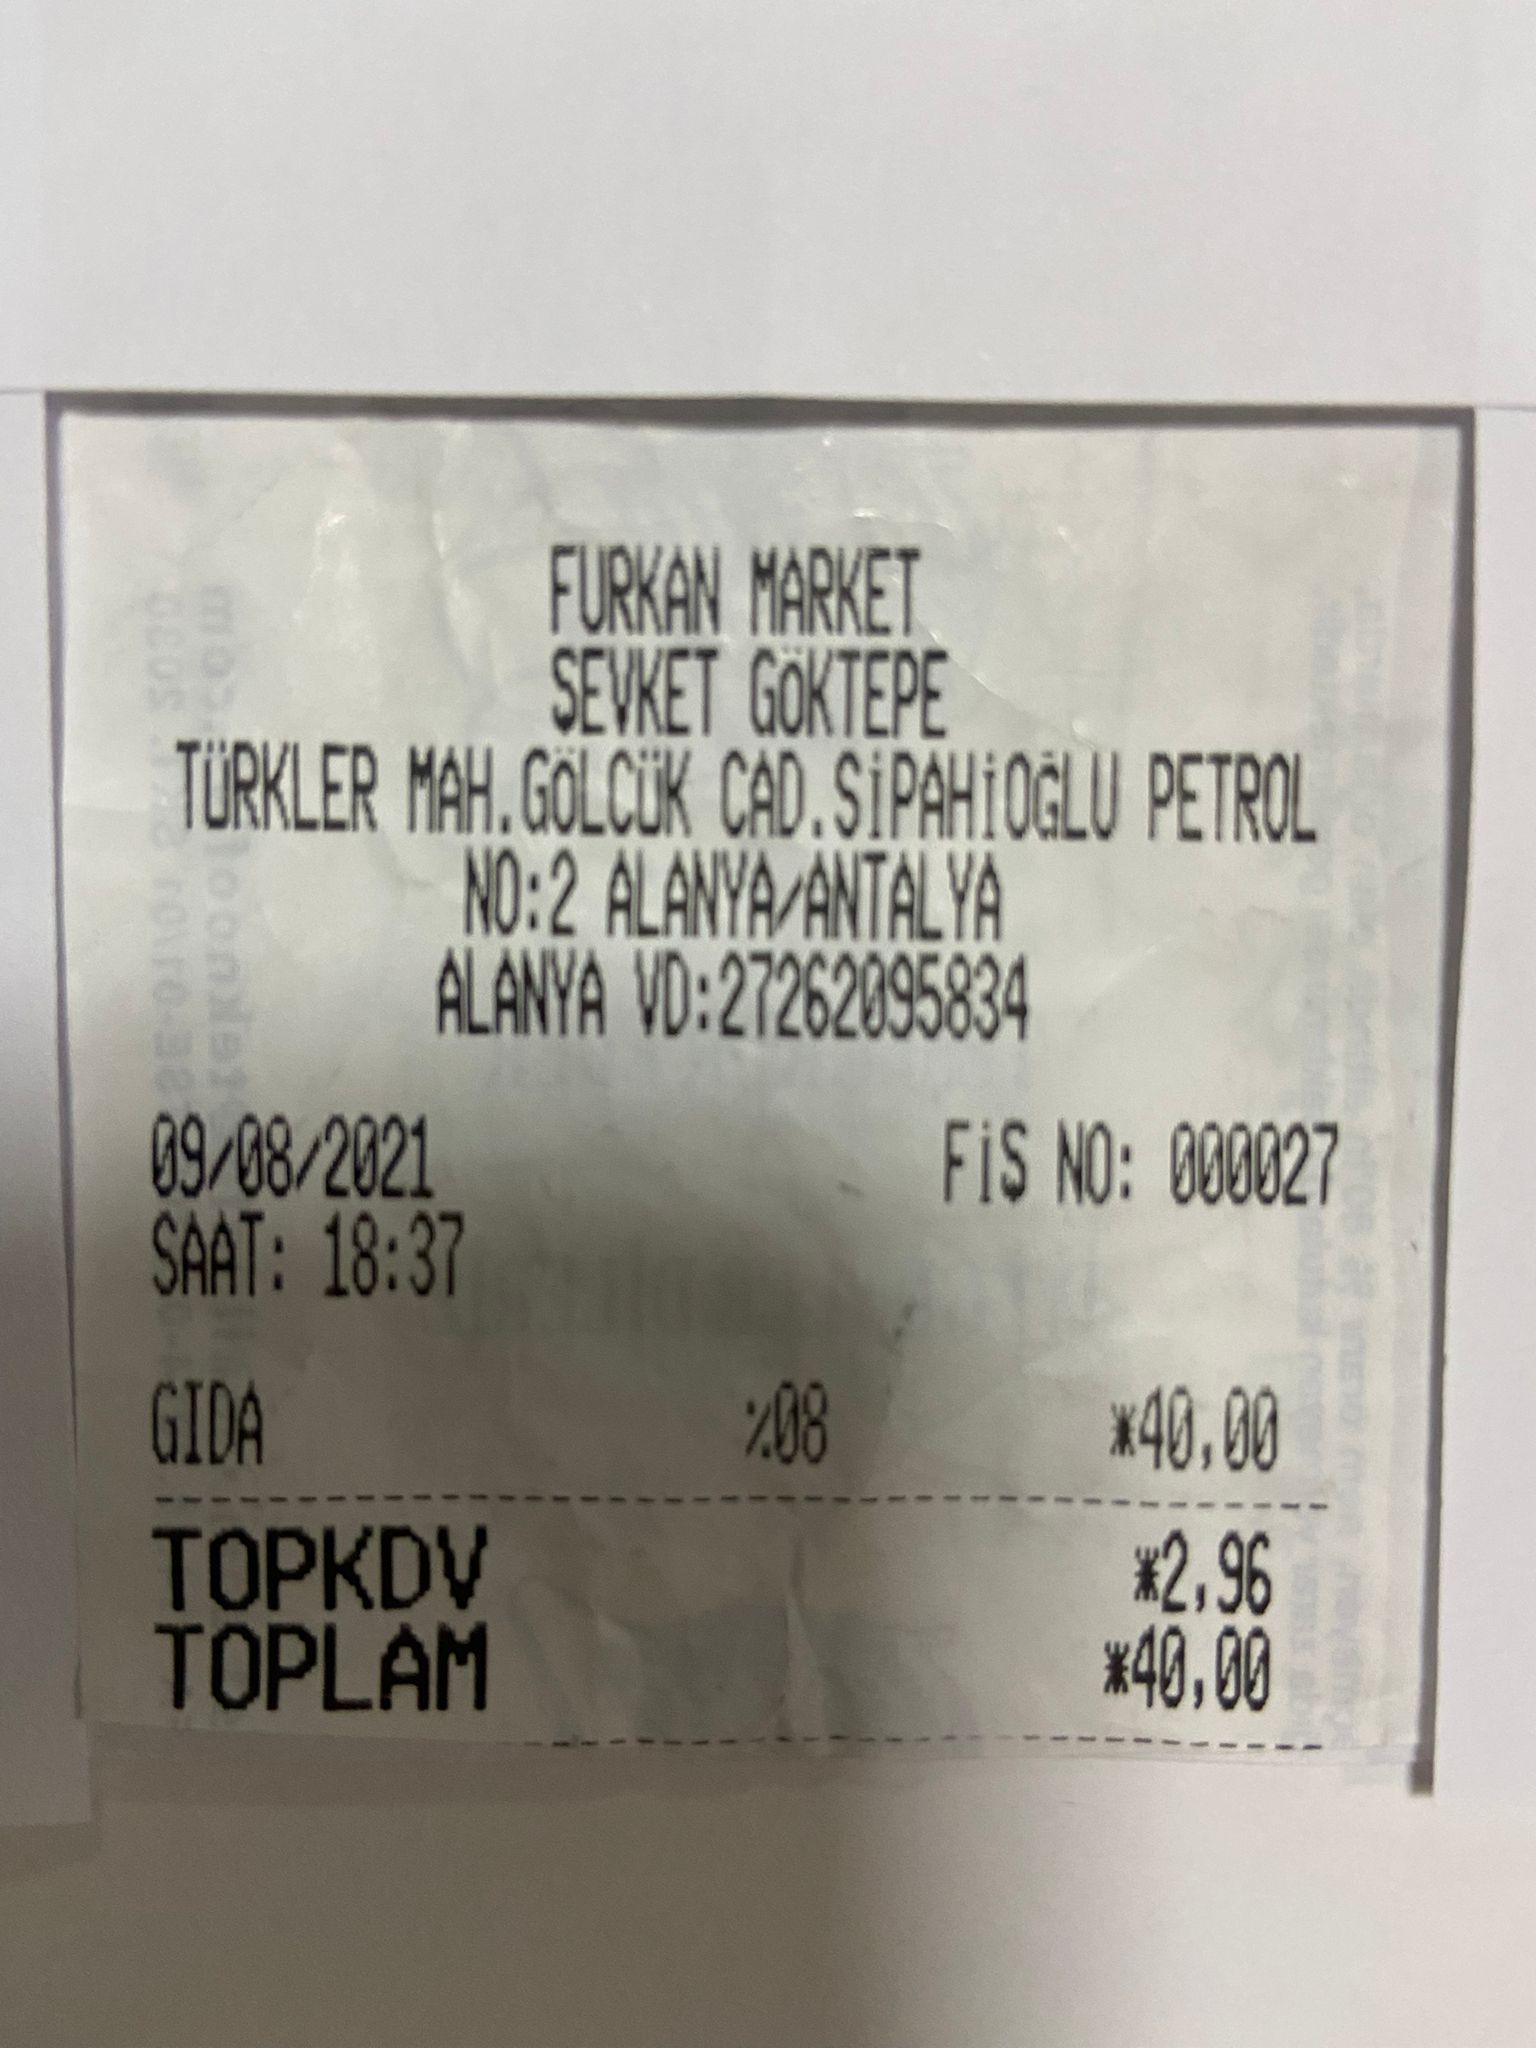 FURKAN MARKET
ŞEVKET GÖKTEPE
TÜRKLER MAH.GÖLCÜK CAD.SİPAHİOĞLU PETROL
NO:2 ALANYA/ANTALYA
ALANYA VD:27262095834
09/08/2021 FİŞ NO: 000027
SAAT: 18:37
GIDA %08 *40,00
TOPKDV *2,96
TOPLAM *40,00